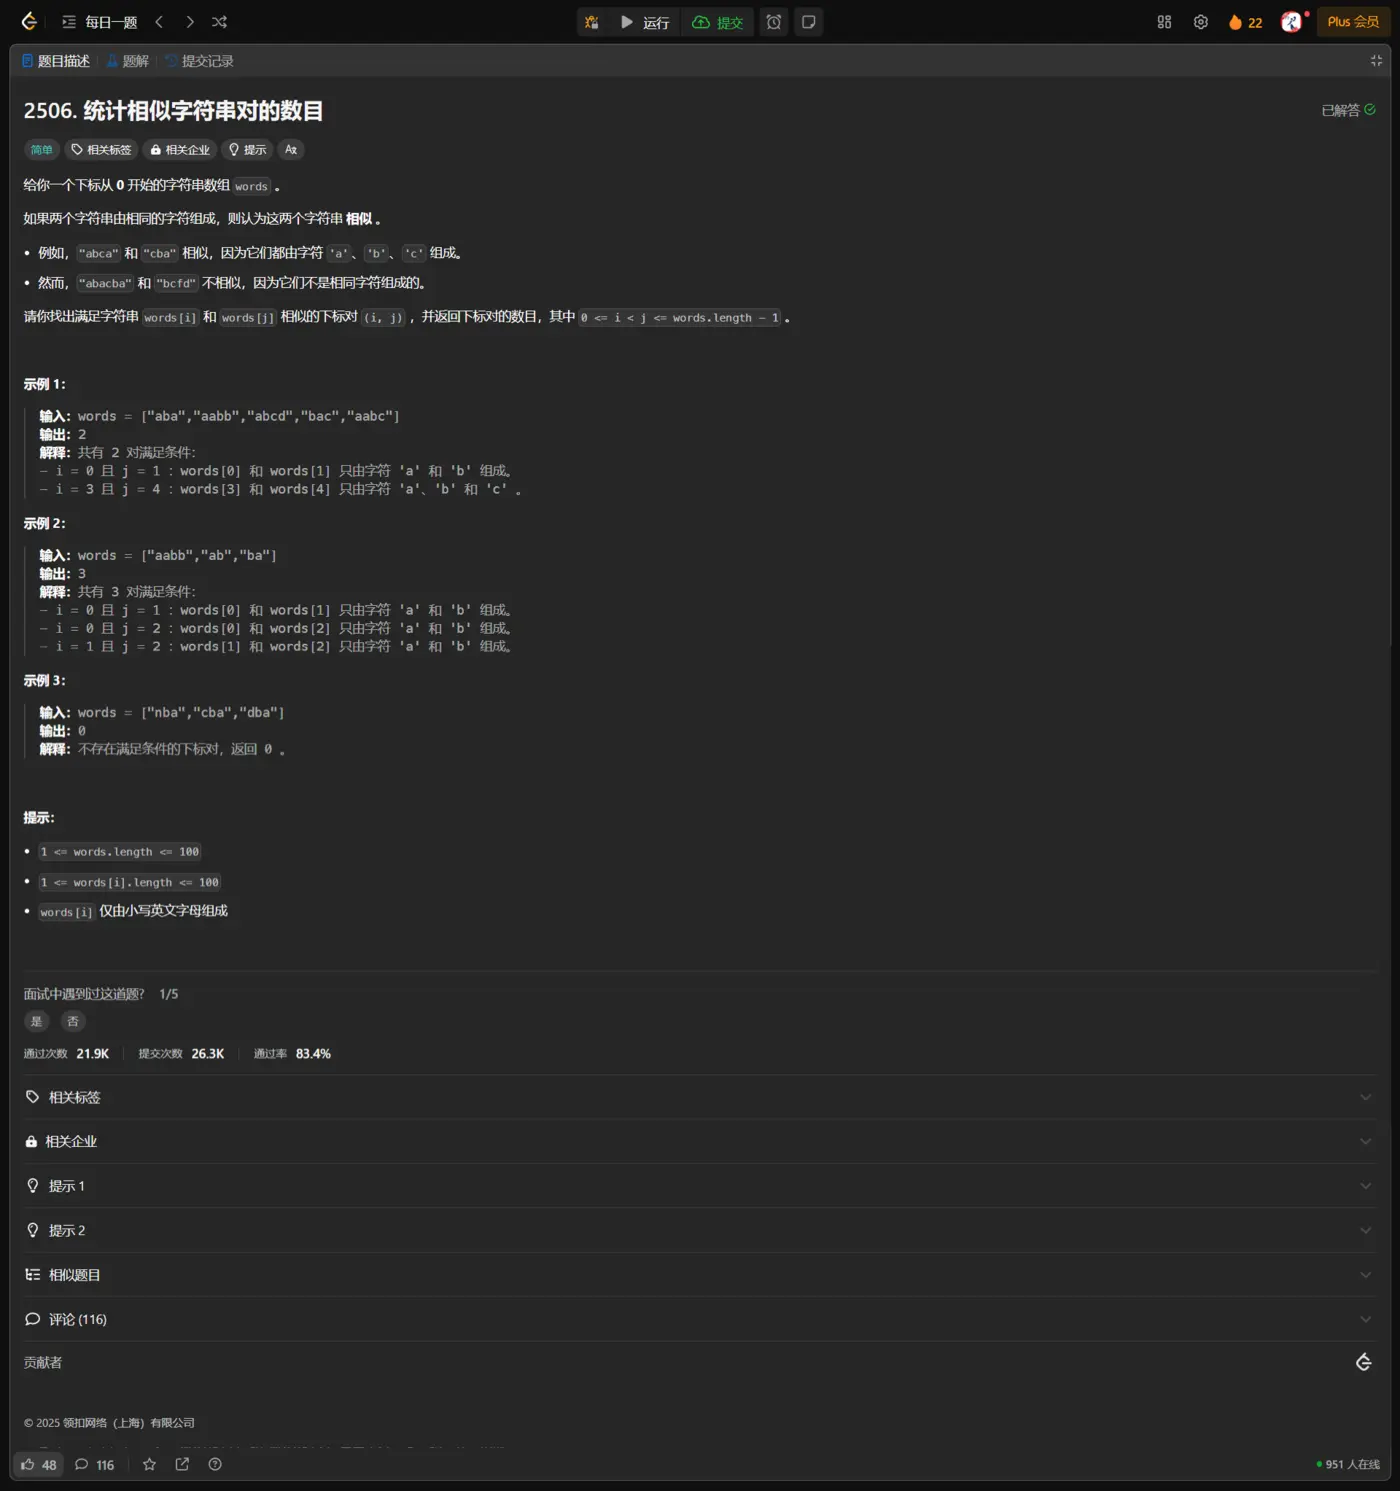 每日一题
运行
提交
22
Plus 会员
题目描述
题解
提交记录
2506. 统计相似字符串对的数目
已解答
简单
相关标签
相关企业
提示
给你一个下标从 0 开始的字符串数组 words 。
如果两个字符串由相同的字符组成，则认为这两个字符串 相似 。
• 例如，"abca" 和 "cba" 相似，因为它们都由字符 'a'、'b'、'c' 组成。
• 然而，"abacba" 和 "bcfd" 不相似，因为它们不是相同字符组成的。
请你找出满足字符串 words[i] 和 words[j] 相似的下标对 (i, j) ，并返回下标对的数目，其中 0 <= i < j <= words.length - 1 。
示例 1：
输入：words = ["aba","aabb","abcd","bac","aabc"]
输出：2
解释：共有 2 对满足条件：
- i = 0 且 j = 1 ：words[0] 和 words[1] 只由字符 'a' 和 'b' 组成。
- i = 3 且 j = 4 ：words[3] 和 words[4] 只由字符 'a'、'b' 和 'c' 。
示例 2：
输入：words = ["aabb","ab","ba"]
输出：3
解释：共有 3 对满足条件：
- i = 0 且 j = 1 ：words[0] 和 words[1] 只由字符 'a' 和 'b' 组成。
- i = 0 且 j = 2 ：words[0] 和 words[2] 只由字符 'a' 和 'b' 组成。
- i = 1 且 j = 2 ：words[1] 和 words[2] 只由字符 'a' 和 'b' 组成。
示例 3：
输入：words = ["nba","cba","dba"]
输出：0
解释：不存在满足条件的下标对，返回 0 。
提示：
• 1 <= words.length <= 100
• 1 <= words[i].length <= 100
• words[i] 仅由小写英文字母组成
面试中遇到过这道题? 1/5
是
否
通过次数 21.9K
提交次数 26.3K
通过率 83.4%
相关标签
相关企业
提示 1
提示 2
相似题目
评论 (116)
贡献者
© 2025 领扣网络（上海）有限公司
48
116
951 人在线